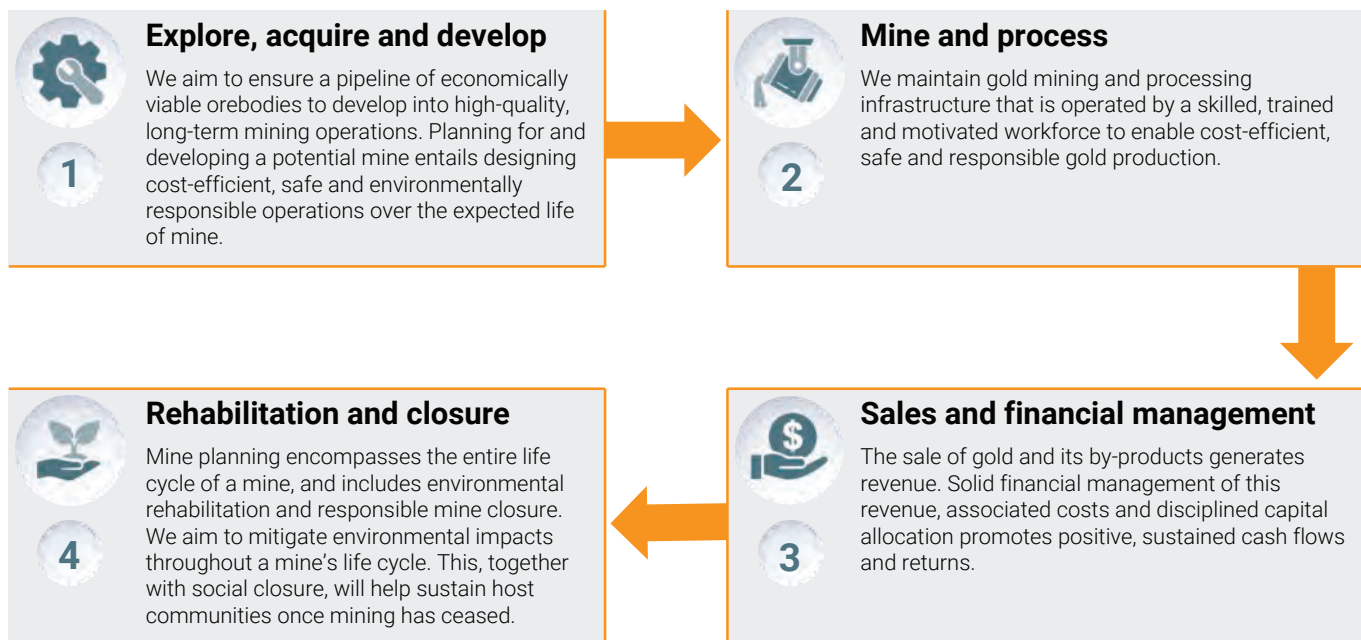 Explore, acquire and develop
We aim to ensure a pipeline of economically
viable orebodies to develop into high-quality,
long-term mining operations. Planning for and
developing a potential mine entails designing
cost-efficient, safe and environmentally
responsible operations over the expected life
of mine.
1
Mine and process
We maintain gold mining and processing
infrastructure that is operated by a skilled, trained
and motivated workforce to enable cost-efficient,
safe and responsible gold production.
2
Sales and financial management
The sale of gold and its by-products generates
revenue. Solid financial management of this
revenue, associated costs and disciplined capital
allocation promotes positive, sustained cash flows
and returns.
$
3
Rehabilitation and closure
Mine planning encompasses the entire life
cycle of a mine, and includes environmental
rehabilitation and responsible mine closure.
We aim to mitigate environmental impacts
throughout a mine’s life cycle. This, together
with social closure, will help sustain host
communities once mining has ceased.
4